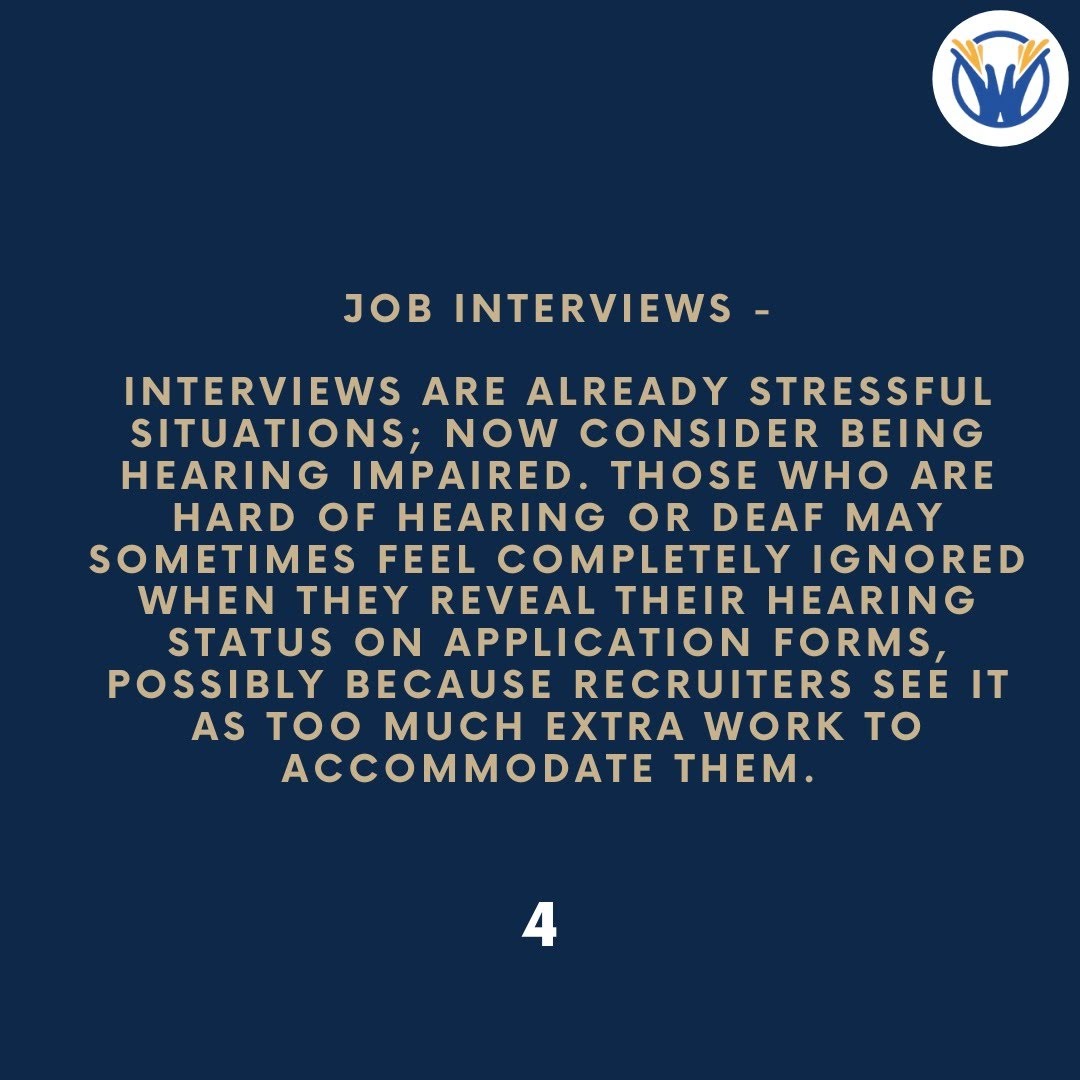 JOB INTERVIEWS -
INTERVIEWS ARE ALREADY STRESSFUL
SITUATIONS; NOW CONSIDER BEING
HEARING IMPAIRED. THOSE WHO ARE
HARD OF HEARING OR DEAF MAY
SOMETIMES FEEL COMPLETELY IGNORED
WHEN THEY REVEAL THEIR HEARING
STATUS ON APPLICATION FORMS,
POSSIBLY BECAUSE RECRUITERS SEE IT
AS TOO MUCH EXTRA WORK TO
ACCOMMODATE THEM.
4